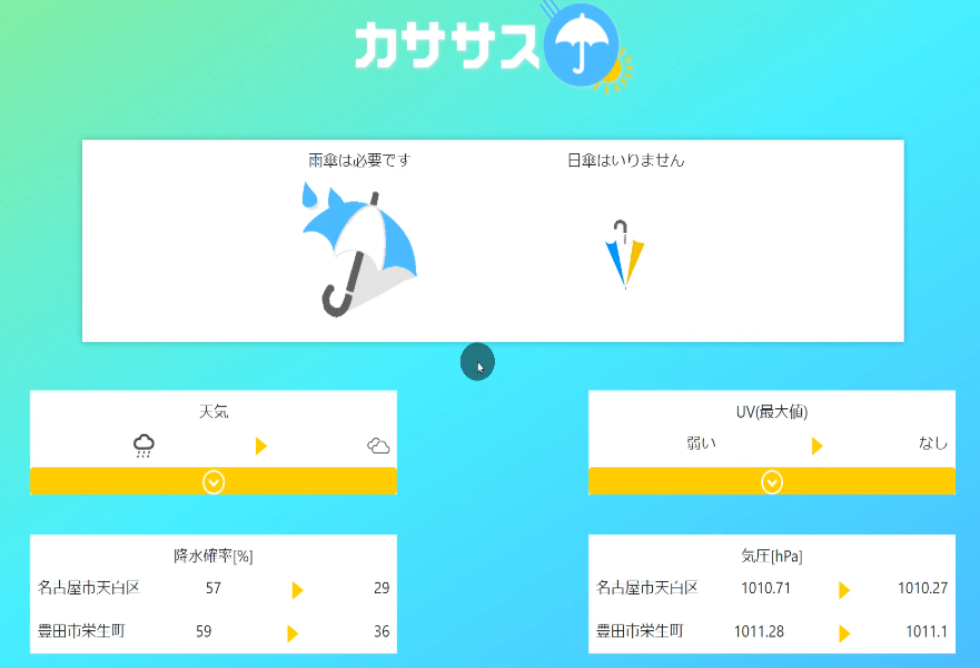 カササス
雨傘は必要です 日傘はいりません
天気
UV(最大値)
弱い なし
降水確率[%]
名古屋市天白区 57 29
豊田市栄生町 59 36
気圧[hPa]
名古屋市天白区 1010.71 1010.27
豊田市栄生町 1011.28 1011.1